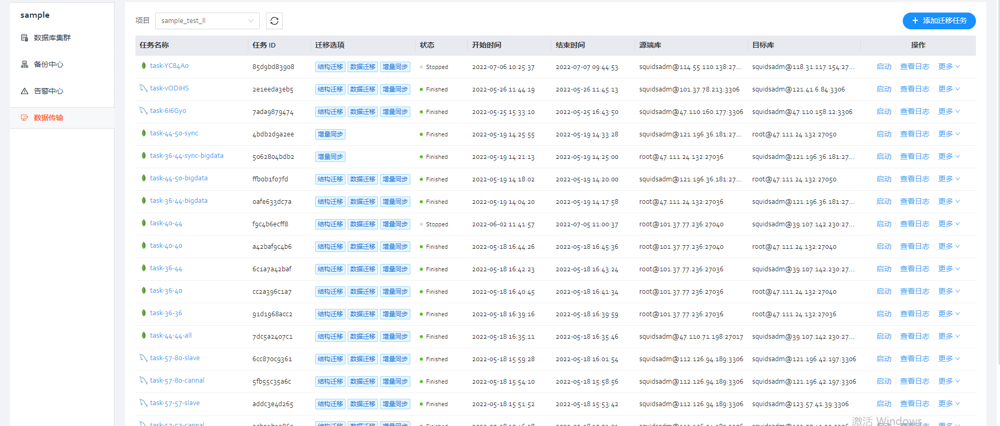 sample
数据库集群
备份中心
告警中心
数据传输
项目 sample_test_ll 添加迁移任务
任务名称 任务 ID 迁移选项 状态 开始时间 结束时间 源端库 目标库 操作
task-YC84Ao 85d9bd83908 结构迁移 数据迁移 增量同步 Stopped 2022-07-06 10:25:37 2022-07-07 09:44:53 squidsadm@114.55.110.138:27... squidsadm@118.31.117.154:27... 启动 查看日志 更多
task-vODiHS 2e1eeda3eb5 结构迁移 数据迁移 增量同步 Finished 2022-05-26 11:44:19 2022-05-26 11:45:13 squidsadm@101.37.78.213:3306 squidsadm@121.41.6.84:3306 启动 查看日志 更多
task-6i6Gyo 7ada9879474 结构迁移 数据迁移 增量同步 Finished 2022-05-25 15:33:10 2022-05-25 16:43:50 squidsadm@47.110.160.177:3306 squidsadm@47.110.158.12:3306 启动 查看日志 更多
task-44-50-sync 4bdb2d9a2ee 增量同步 Finished 2022-05-19 14:25:55 2022-05-19 14:33:28 squidsadm@121.196.36.181:27... root@47.111.24.132:27050 启动 查看日志 更多
task-36-44-sync-bigdata 5062804bdb2 增量同步 Finished 2022-05-19 14:21:13 2022-05-19 14:25:00 root@47.111.24.132:27036 squidsadm@121.196.36.181:27... 启动 查看日志 更多
task-44-50-bigdata ffb0b1f07fd 结构迁移 数据迁移 增量同步 Finished 2022-05-19 14:18:02 2022-05-19 14:20:00 squidsadm@121.196.36.181:27... root@47.111.24.132:27050 启动 查看日志 更多
task-36-44-bigdata 0afe633dc7a 结构迁移 数据迁移 增量同步 Finished 2022-05-19 14:04:20 2022-05-19 14:17:58 root@47.111.24.132:27036 squidsadm@121.196.36.181:27... 启动 查看日志 更多
task-40-44 f9c4b6ecff8 结构迁移 数据迁移 增量同步 Stopped 2022-06-02 11:41:57 2022-07-05 11:00:37 root@101.37.77.236:27040 squidsadm@39.107.142.230:27... 启动 查看日志 更多
task-40-40 a42baf9c4b6 结构迁移 数据迁移 增量同步 Finished 2022-05-18 16:44:26 2022-05-18 16:45:36 root@101.37.77.236:27040 root@47.111.24.132:27040 启动 查看日志 更多
task-36-44 6c1a7a42baf 结构迁移 数据迁移 增量同步 Finished 2022-05-18 16:42:23 2022-05-18 16:43:24 root@101.37.77.236:27036 squidsadm@39.107.142.230:27... 启动 查看日志 更多
task-36-40 cc2a396c1a7 结构迁移 数据迁移 增量同步 Finished 2022-05-18 16:40:45 2022-05-18 16:41:34 root@101.37.77.236:27036 root@47.111.24.132:27040 启动 查看日志 更多
task-36-36 91d1968acc2 结构迁移 数据迁移 增量同步 Finished 2022-05-18 16:39:16 2022-05-18 16:39:59 root@101.37.77.236:27036 root@47.111.24.132:27036 启动 查看日志 更多
task-44-44-all 7dc5a2407c1 结构迁移 数据迁移 增量同步 Finished 2022-05-18 16:35:11 2022-05-18 16:35:46 squidsadm@47.110.71.198:27017 squidsadm@39.107.142.230:27... 启动 查看日志 更多
task-57-80-slave 6cc870c9361 结构迁移 数据迁移 增量同步 Finished 2022-05-18 15:59:28 2022-05-18 16:01:54 squidsadm@112.126.94.189:3306 squidsadm@121.196.42.197:3306 启动 查看日志 更多
task-57-80-cannal 5fb55c35a6c 结构迁移 数据迁移 增量同步 Finished 2022-05-18 15:54:10 2022-05-18 15:58:56 squidsadm@112.126.94.189:3306 squidsadm@121.196.42.197:3306 启动 查看日志 更多
task-57-57-slave addc3e4d265 结构迁移 数据迁移 增量同步 Finished 2022-05-18 15:51:52 2022-05-18 15:53:42 squidsadm@112.126.94.189:3306 squidsadm@123.57.41.39:3306 启动 查看日志 更多
task-57-57-cannal 结构迁移 数据迁移 增量同步 Finished 更多
激活 Windows